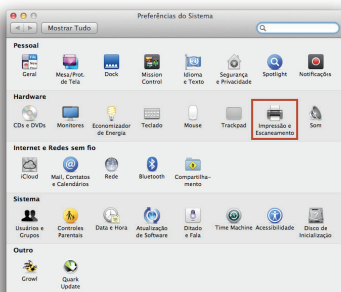 Preferências do Sistema
Mostrar Tudo
Pessoal
Geral
Mesa/Prot. de Tela
Dock
Mission Control
Idioma e Texto
Segurança e Privacidade
Spotlight
Notificações
Hardware
CDs e DVDs
Monitores
Economizador de Energia
Teclado
Mouse
Trackpad
Impressão e Escaneamento
Som
Internet e Redes sem fio
iCloud
Mail, Contatos e Calendários
Rede
Bluetooth
Compartilha-
mento
Sistema
Usuários e Grupos
Controles Parentais
Data e Hora
Atualização de Software
Ditado e Fala
Time Machine
Acessibilidade
Disco de Inicialização
Outro
Growl
Quark Update